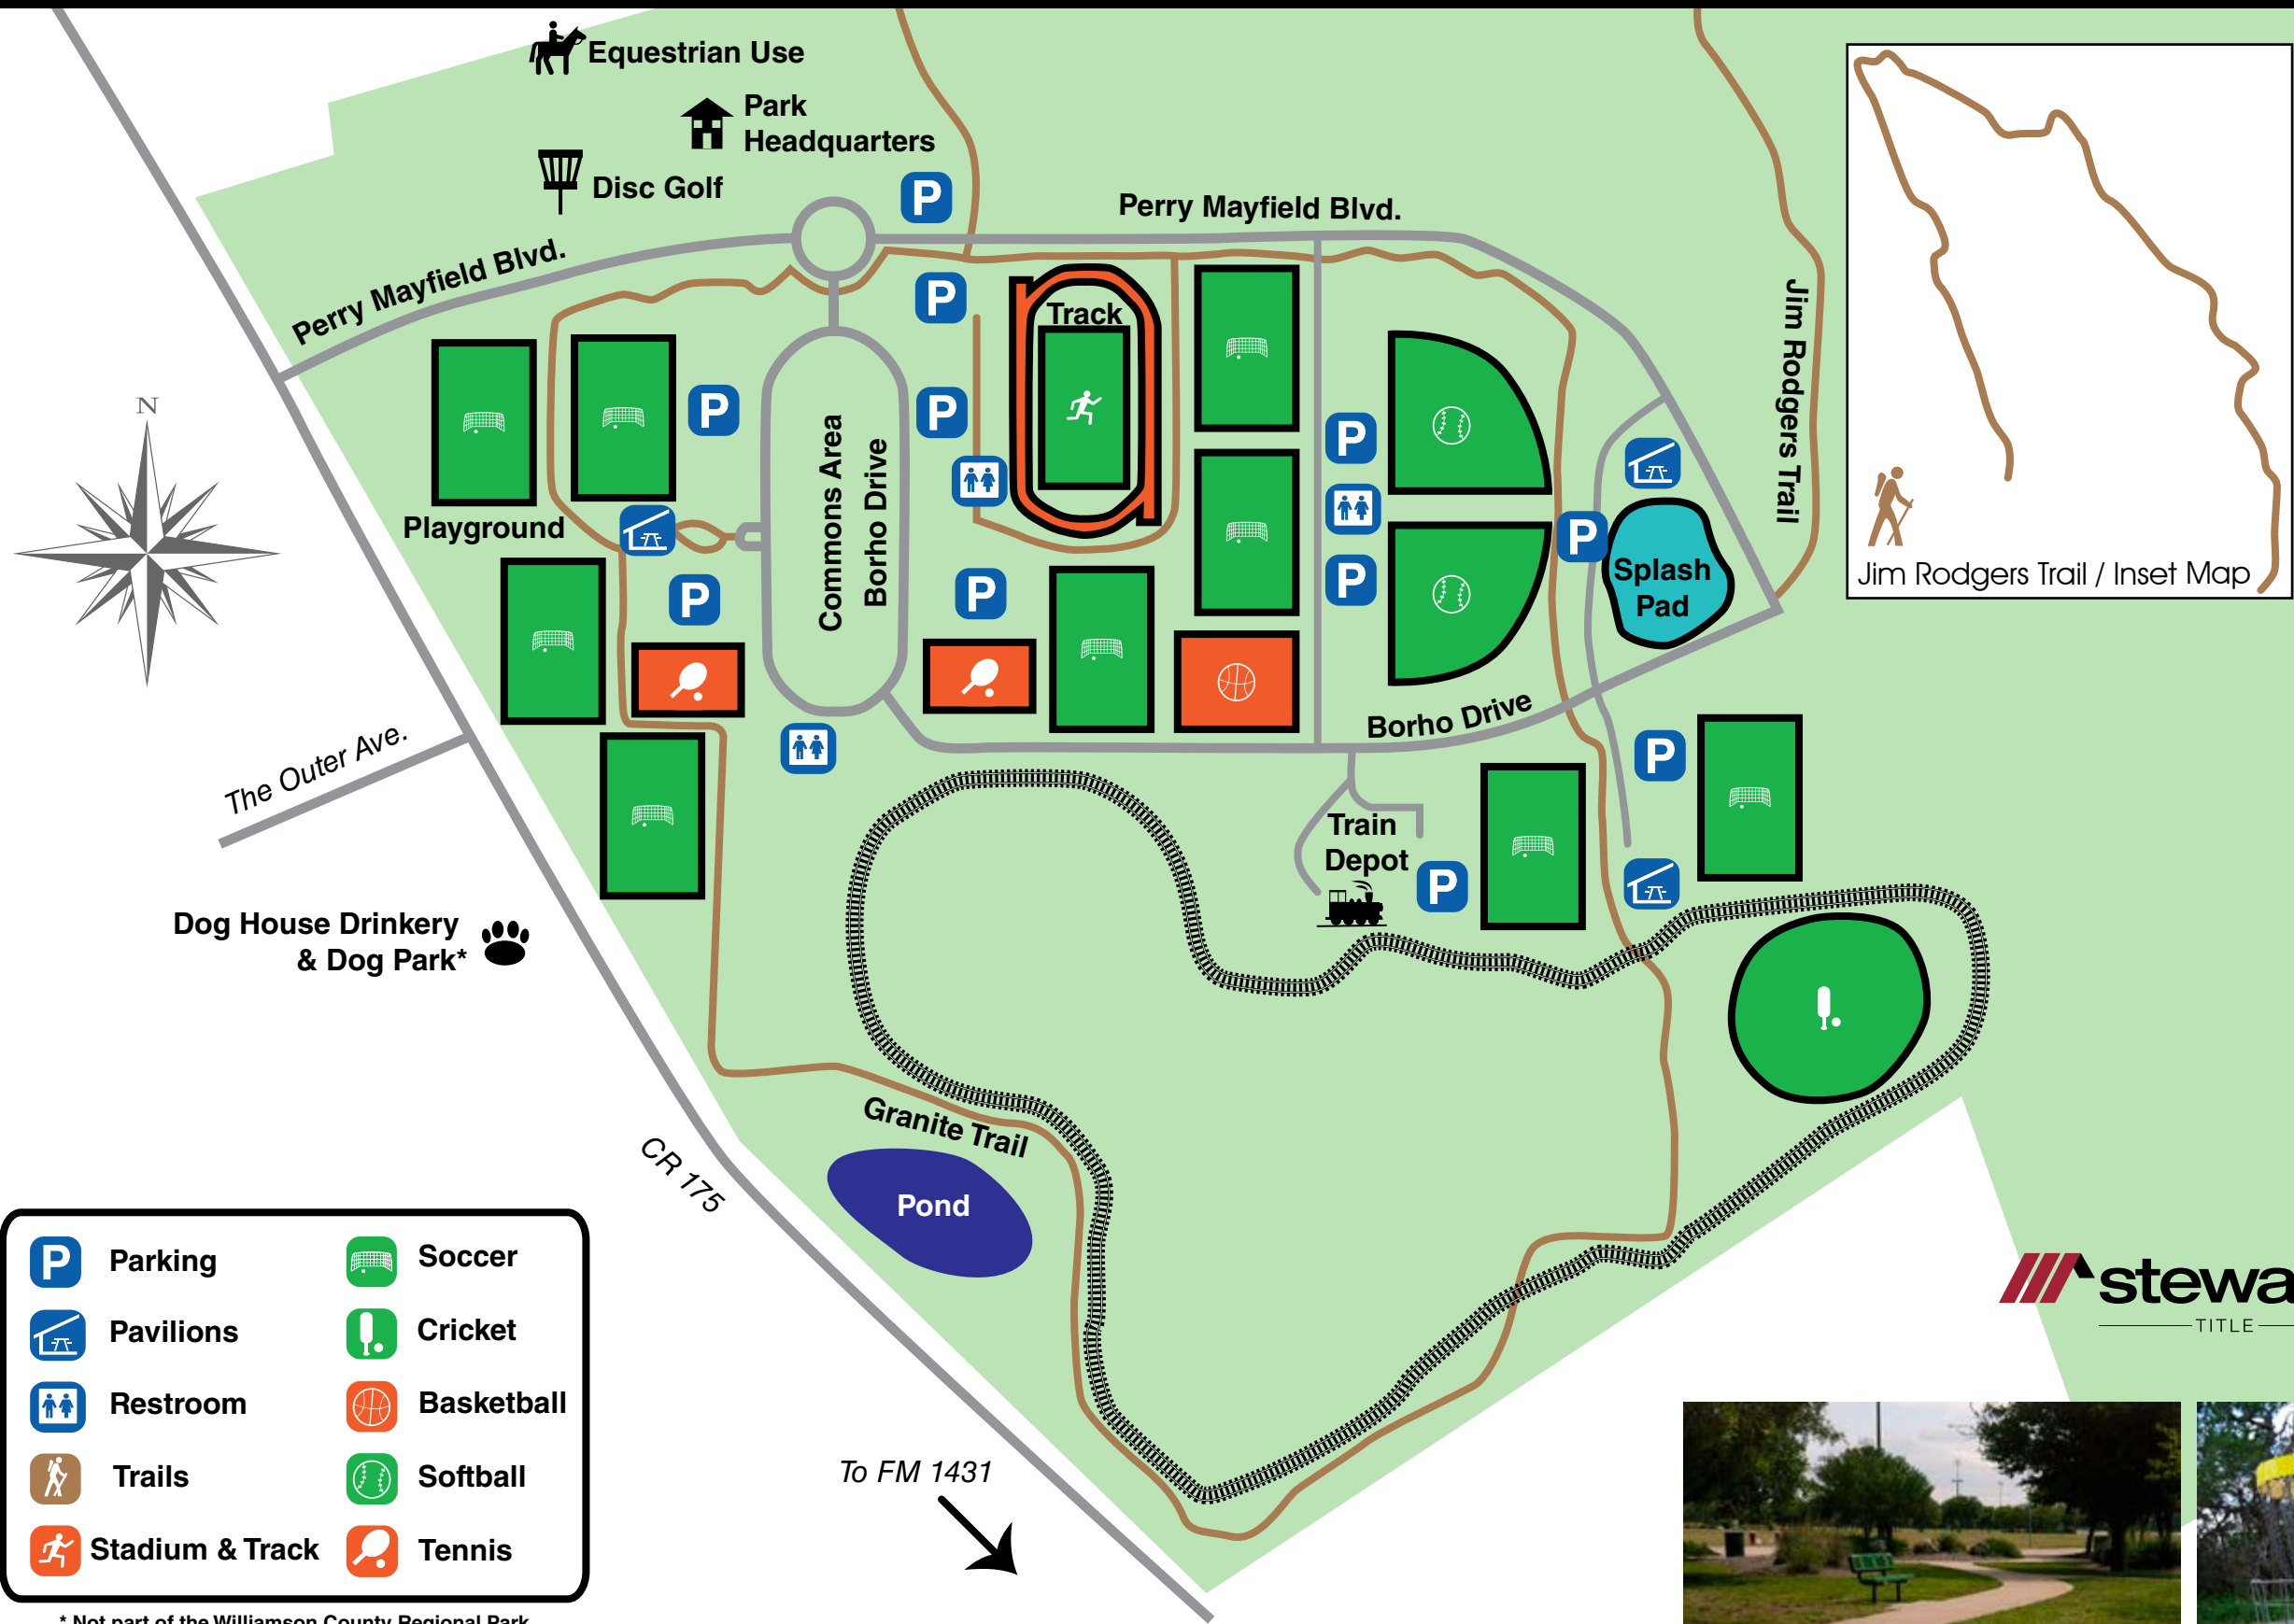 Equestrian Use
Park
Headquarters
Disc Golf
P
Perry Mayfield Blvd.
Perry Mayfield Blvd.
Jim Rodgers Trail
Jim Rodgers Trail / Inset Map
N
P
Track
P
P
P
Commons Area
Borho Drive
Playground
P
Splash
Pad
P
P
P
Borho Drive
The Outer Ave.
P
Train
Depot
P
Dog House Drinkery
& Dog Park*
Granite Trail
Pond
CR 175
To FM 1431
P Parking
Soccer
Pavilions
Cricket
Restroom
Basketball
Trails
Softball
Stadium & Track
Tennis
* Not part of the Williamson County Regional Park
stewa
TITLE